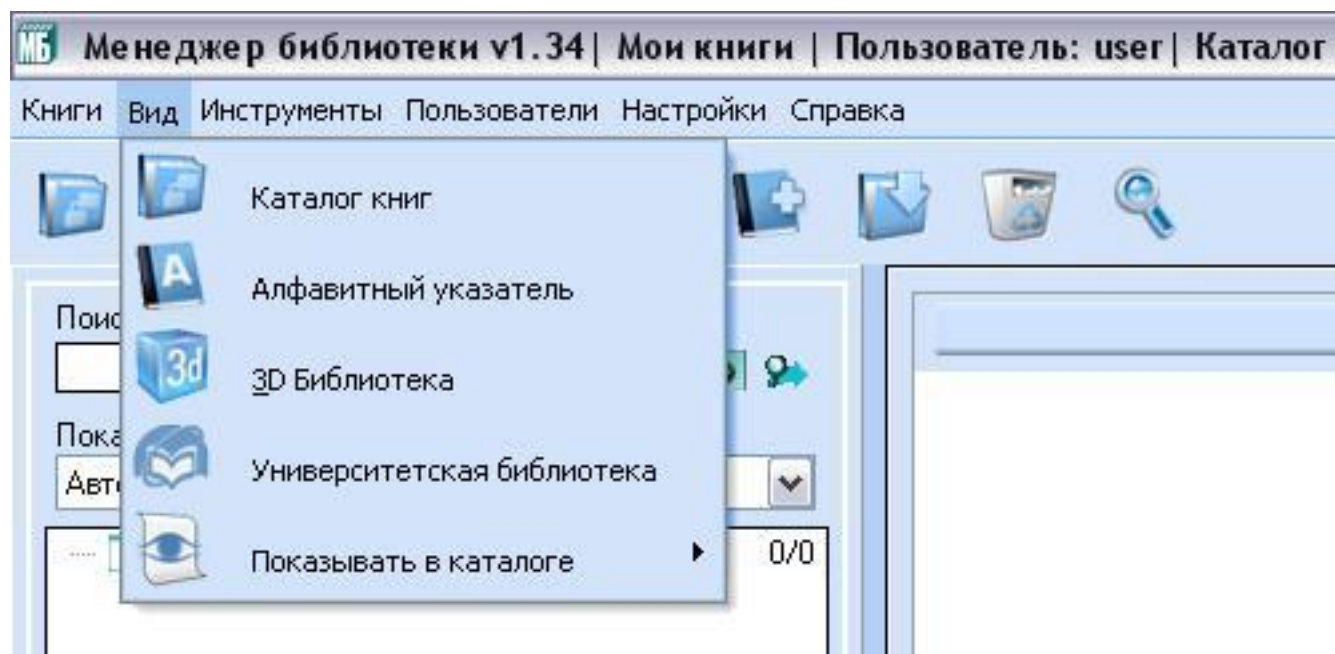 МБ Менеджер библиотеки v1.34| Мои книги | Пользователь: user| Каталог
Книги Вид Инструменты Пользователи Настройки Справка
Каталог книг
A
Алфавитный указатель
3d
3D Библиотека
Университетская библиотека
Показывать в каталоге
0/0